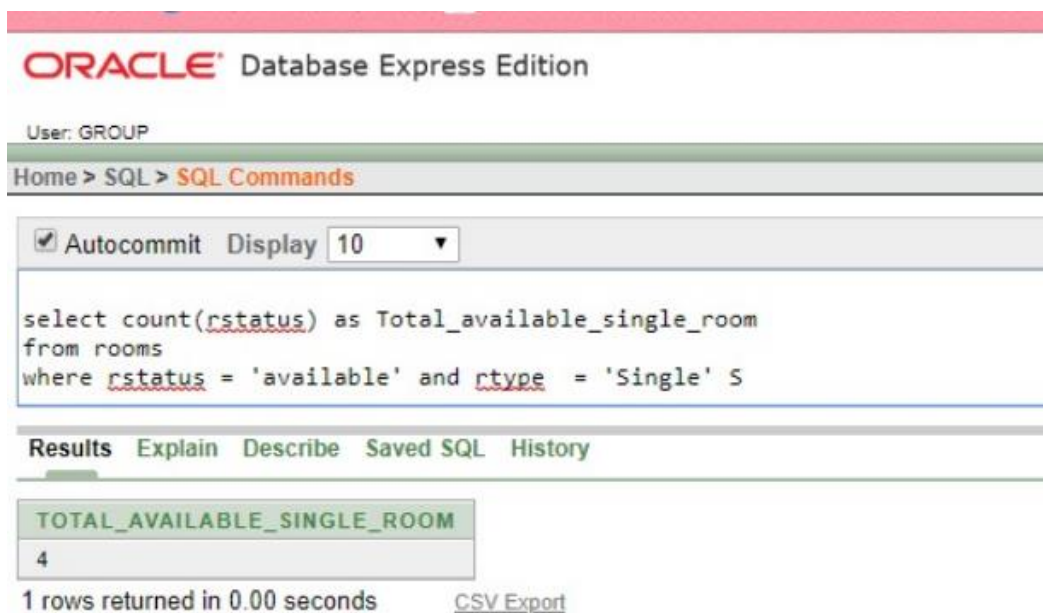 ORACLE Database Express Edition
User: GROUP
Home > SQL > SQL Commands
Autocommit Display 10
select count(rstatus) as Total_available_single_room
from rooms
where rstatus = 'available' and rtype = 'Single' S
Results Explain Describe Saved SQL History
TOTAL_AVAILABLE_SINGLE_ROOM
4
1 rows returned in 0.00 seconds CSV Export